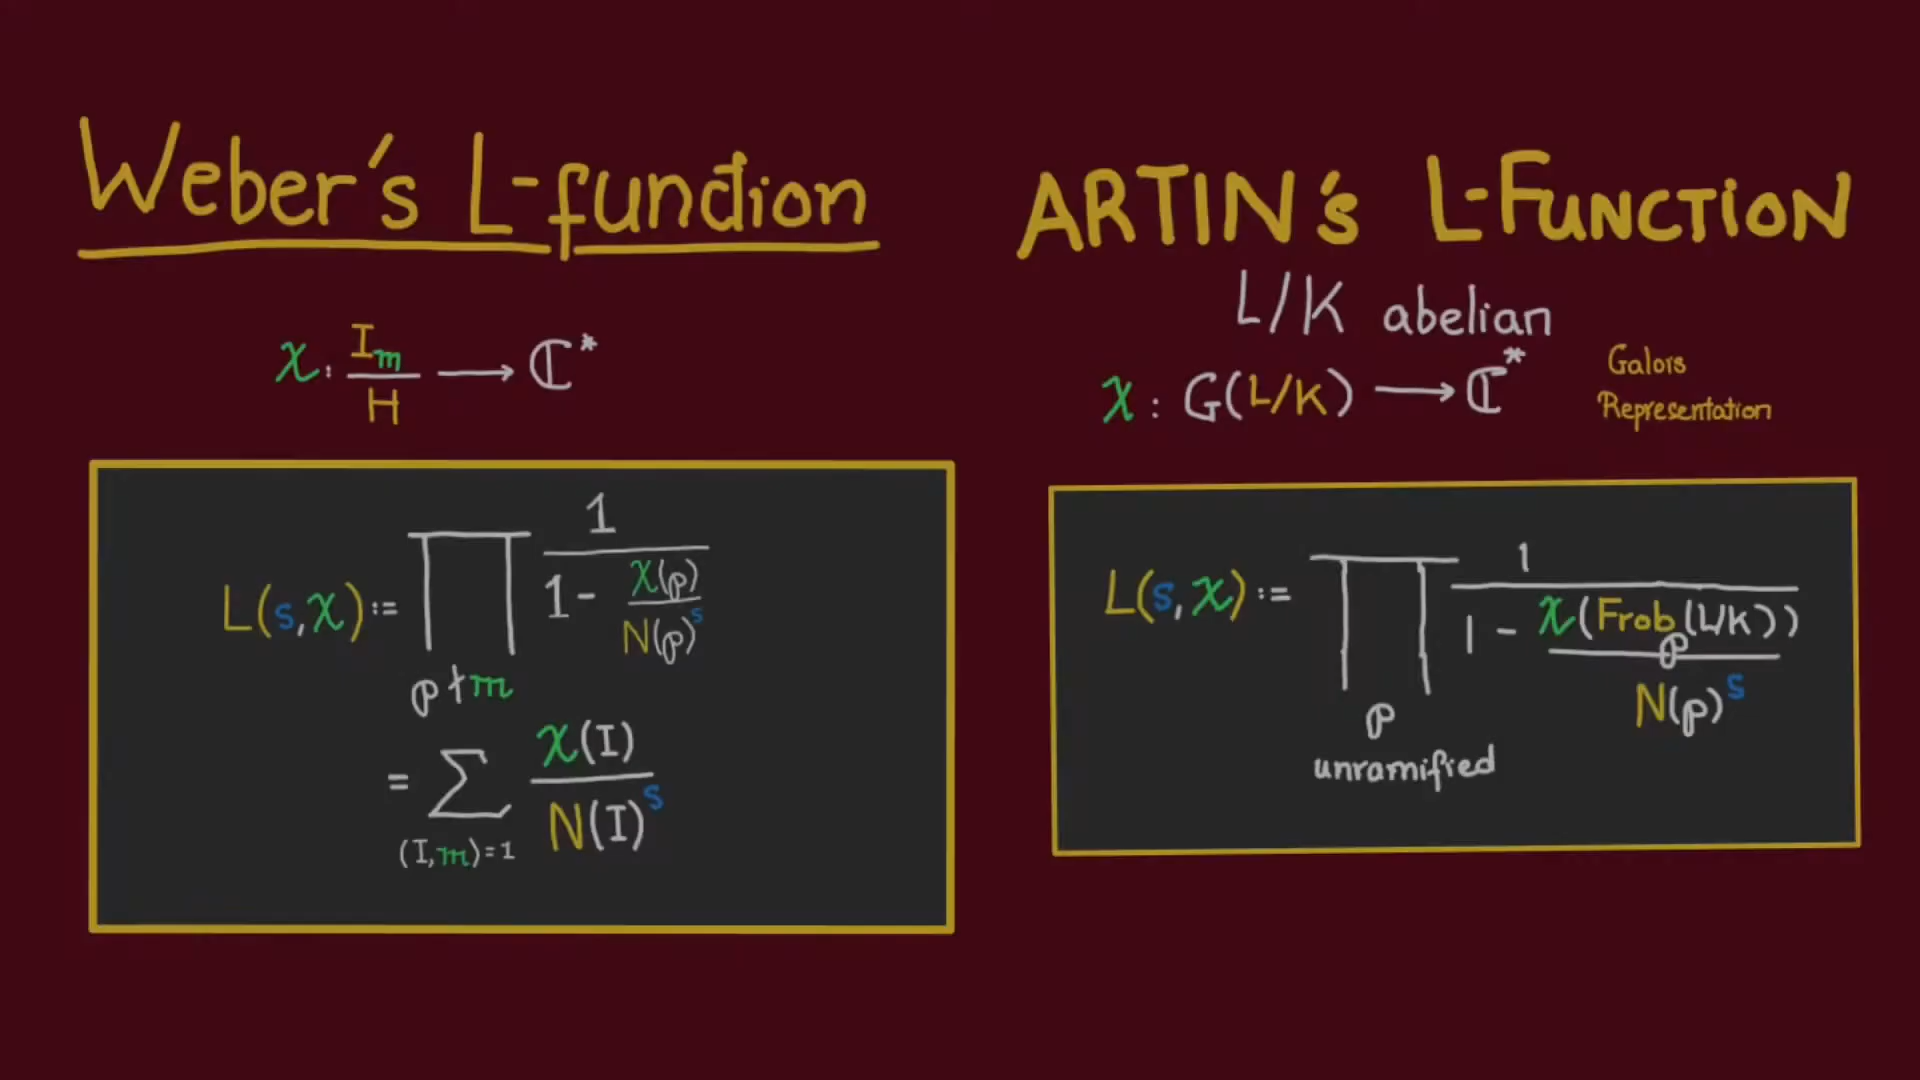 Weber's L-function
χ: I_m / H ⟶ ℂ*
L(s,χ) := ∏_{p∤m} 1 / (1 - χ(p)/N(p)^s)
= ∑_{(I,m)=1} χ(I) / N(I)^s
ARTIN's L-FUNCTiON
L/K abelian
χ : G(L/K) ⟶ ℂ*
Galois
Representation
L(s,χ) := ∏_{p unramified} 1 / (1 - χ(Frob_p(L/K)) / N(p)^s)